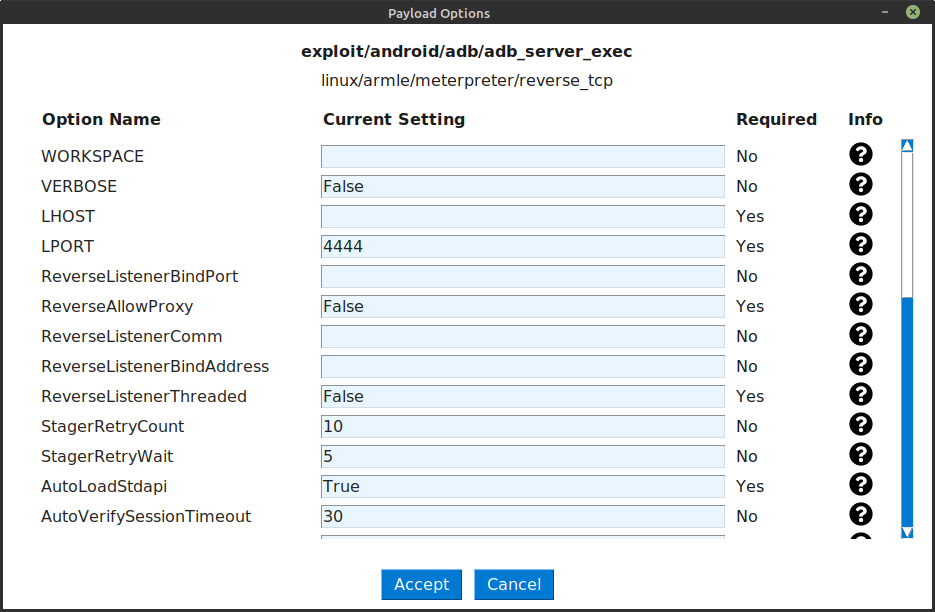 Payload Options
exploit/android/adb/adb_server_exec
linux/armle/meterpreter/reverse_tcp
Option Name Current Setting Required Info
WORKSPACE No ?
VERBOSE False No ?
LHOST Yes ?
LPORT 4444 Yes ?
ReverseListenerBindPort No ?
ReverseAllowProxy False Yes ?
ReverseListenerComm No ?
ReverseListenerBindAddress No ?
ReverseListenerThreaded False Yes ?
StagerRetryCount 10 No ?
StagerRetryWait 5 No ?
AutoLoadStdapi True Yes ?
AutoVerifySessionTimeout 30 No ?
Accept Cancel